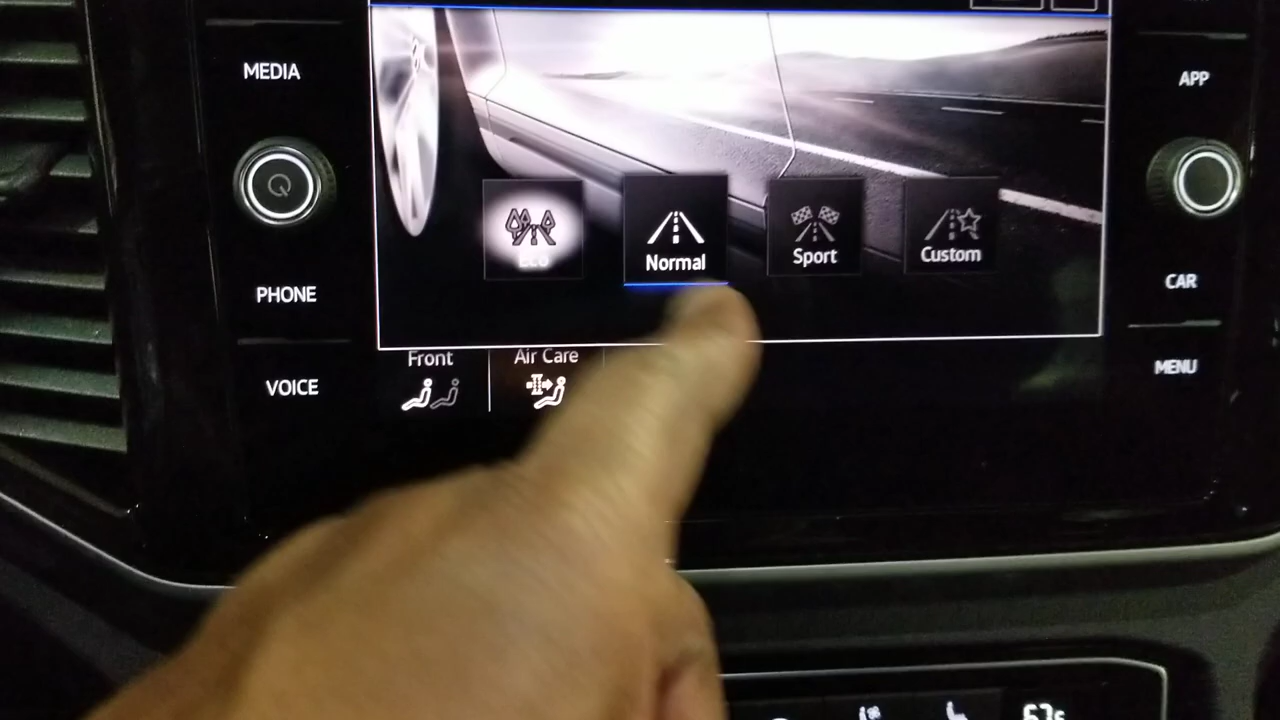 MEDIA
APP
Eco
Normal
Sport
Custom
PHONE
CAR
Front
Air Care
VOICE
MENU